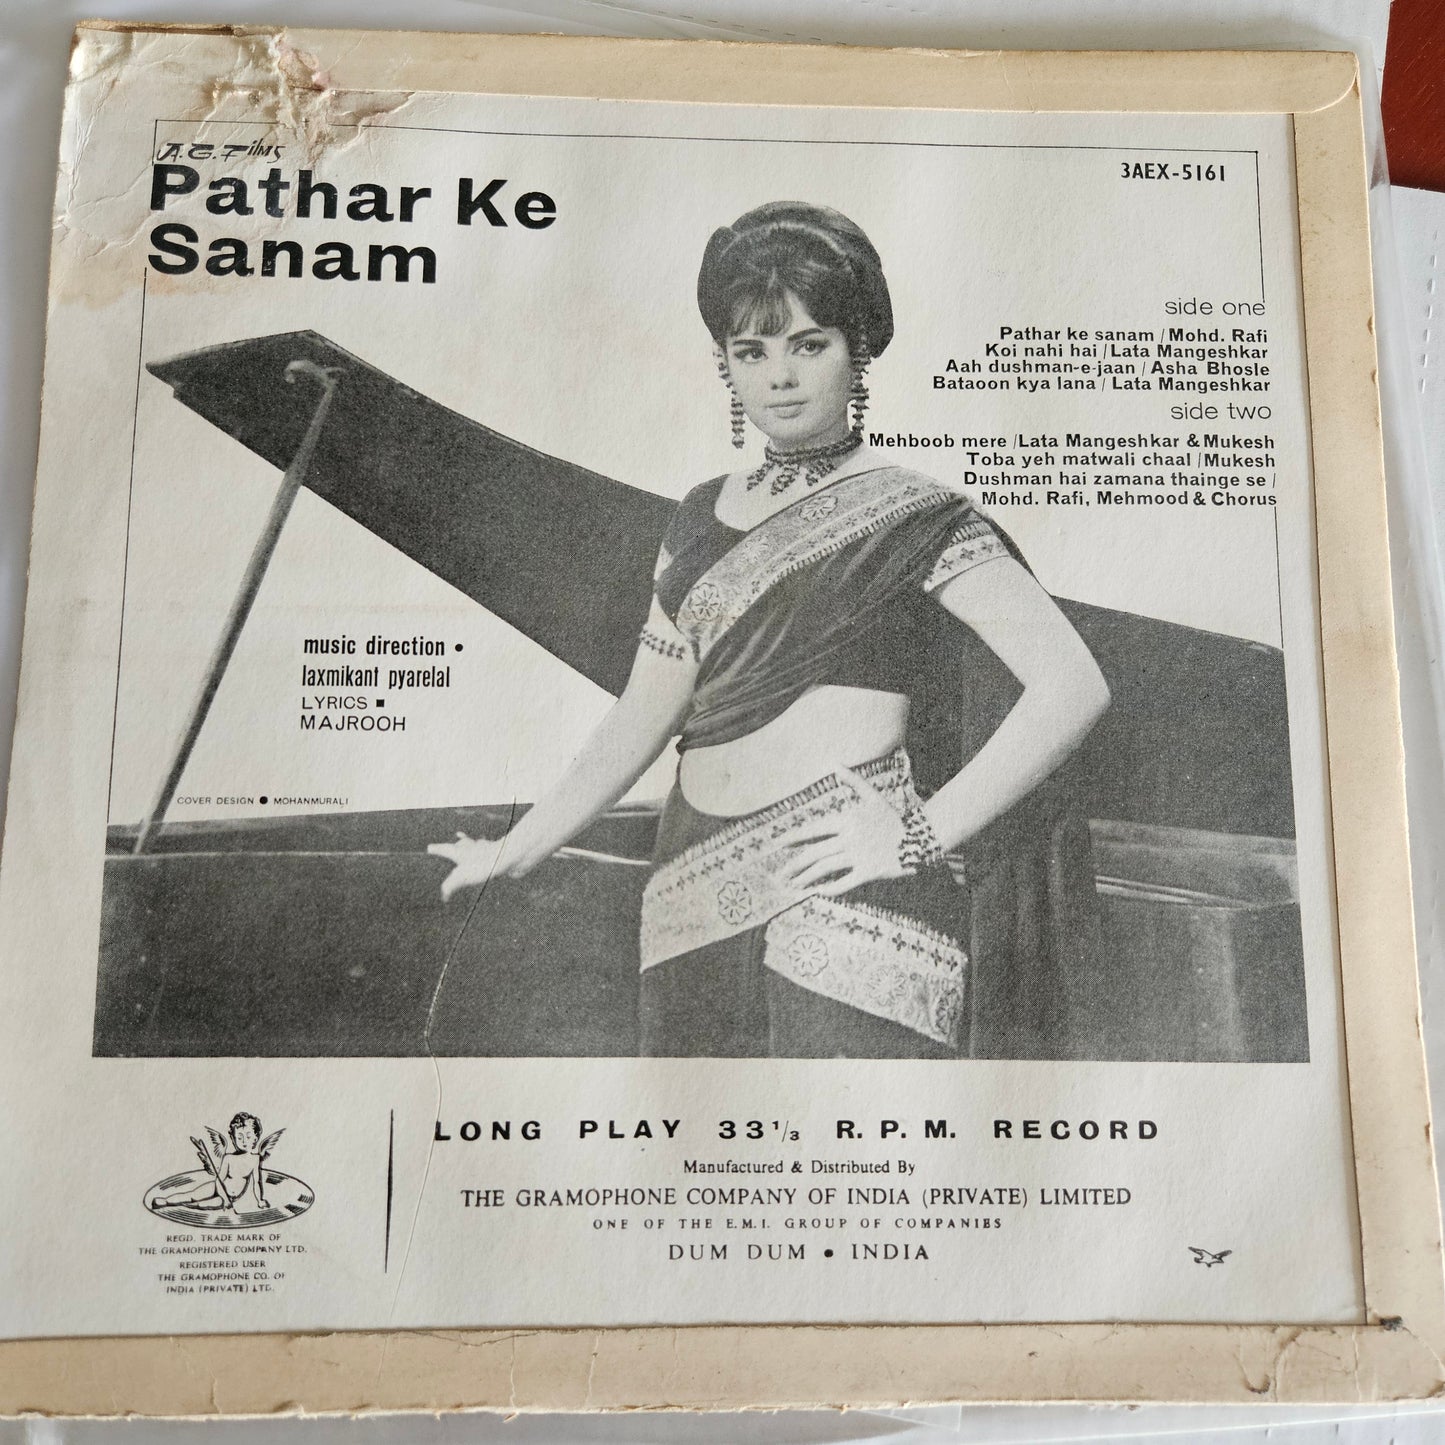 A.G. Films
Pathar Ke
Sanam
3AEX-5161
side one
Pathar ke sanam / Mohd. Rafi
Koi nahi hai / Lata Mangeshkar
Aah dushman-e-jaan / Asha Bhosle
Bataoon kya lana / Lata Mangeshkar
side two
Mehboob mere / Lata Mangeshkar & Mukesh
Toba yeh matwali chaal / Mukesh
Dushman hai zamana thainge se /
Mohd. Rafi, Mehmood & Chorus
music direction •
laxmikant pyarelal
LYRICS ■
MAJROOH
COVER DESIGN ● MOHANMURALI
LONG PLAY 33 1/3 R. P. M. RECORD
Manufactured & Distributed By
THE GRAMOPHONE COMPANY OF INDIA (PRIVATE) LIMITED
ONE OF THE E.M.I. GROUP OF COMPANIES
DUM DUM • INDIA
REGD. TRADE MARK OF
THE GRAMOPHONE COMPANY LTD.
REGISTERED USER
THE GRAMOPHONE CO. OF
INDIA (PRIVATE) LTD.